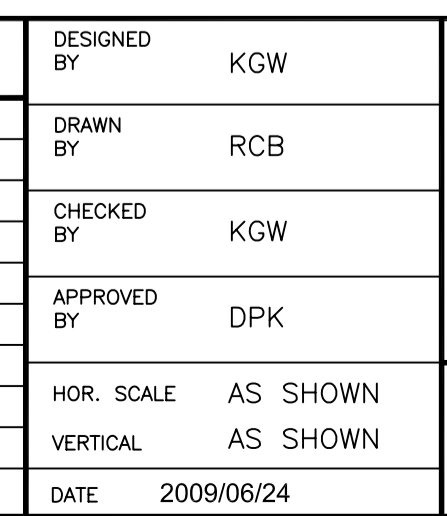 DESIGNED
BY KGW
DRAWN
BY RCB
CHECKED
BY KGW
APPROVED
BY DPK
HOR. SCALE AS SHOWN
VERTICAL AS SHOWN
DATE 2009/06/24